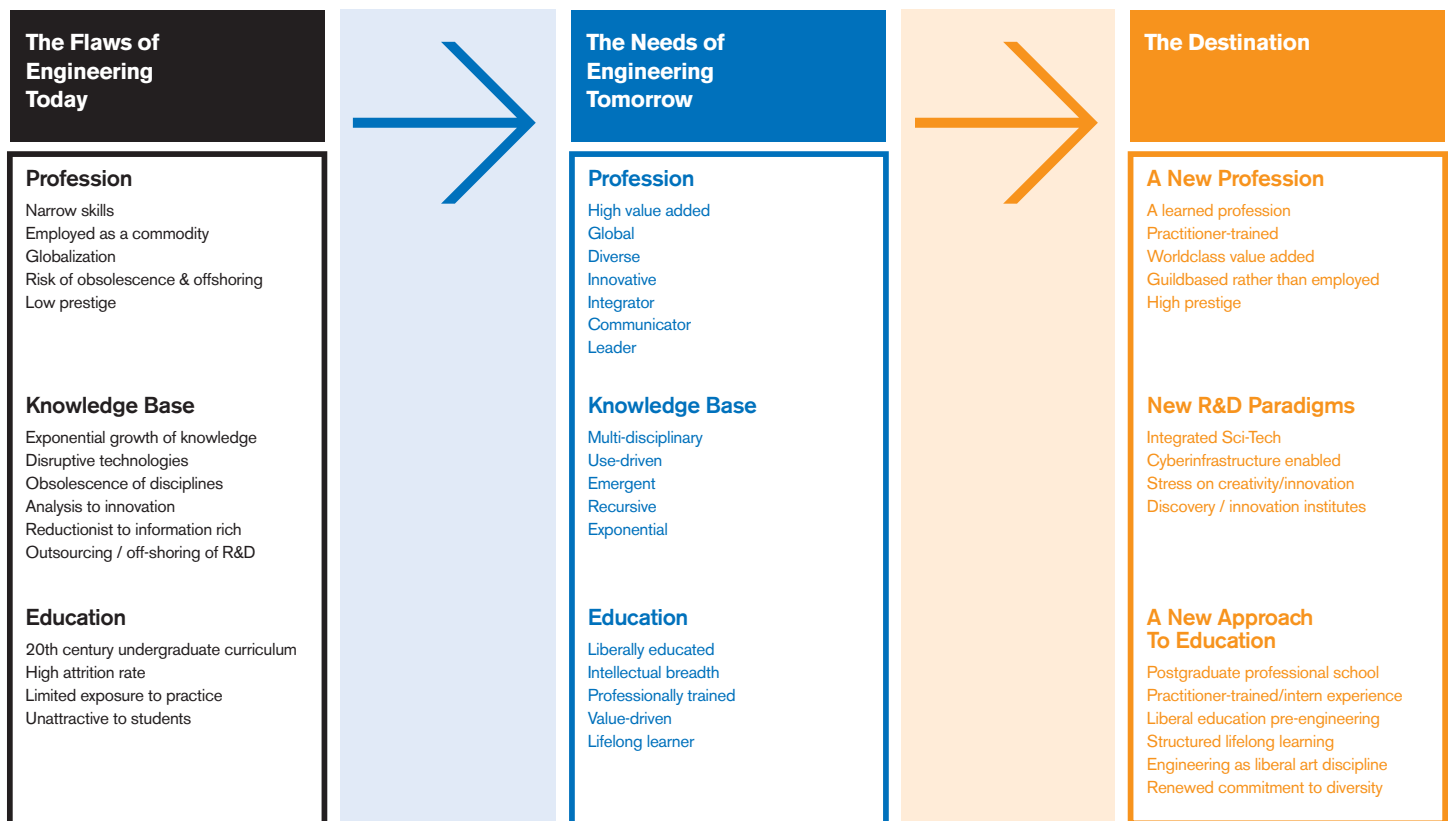 The Flaws of
Engineering
Today
Profession
Narrow skills
Employed as a commodity
Globalization
Risk of obsolescence & offshoring
Low prestige
Knowledge Base
Exponential growth of knowledge
Disruptive technologies
Obsolescence of disciplines
Analysis to innovation
Reductionist to information rich
Outsourcing / off-shoring of R&D
Education
20th century undergraduate curriculum
High attrition rate
Limited exposure to practice
Unattractive to students
The Needs of
Engineering
Tomorrow
Profession
High value added
Global
Diverse
Innovative
Integrator
Communicator
Leader
Knowledge Base
Multi-disciplinary
Use-driven
Emergent
Recursive
Exponential
Education
Liberally educated
Intellectual breadth
Professionally trained
Value-driven
Lifelong learner
The Destination
A New Profession
A learned profession
Practitioner-trained
Worldclass value added
Guildbased rather than employed
High prestige
New R&D Paradigms
Integrated Sci-Tech
Cyberinfrastructure enabled
Stress on creativity/innovation
Discovery / innovation institutes
A New Approach
To Education
Postgraduate professional school
Practitioner-trained/intern experience
Liberal education pre-engineering
Structured lifelong learning
Engineering as liberal art discipline
Renewed commitment to diversity